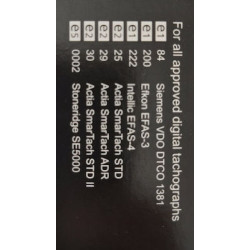 For all approved digital tachographs
e1 84 Siemens VDO DTCO 1381
e1 200 Efkon EFAS-3
e1 222 Intellic EFAS-4
e2 25 Actia SmarTach STD
e2 29 Actia SmarTach ADR
e2 30 Actia SmarTach STD II
e5 0002 Stoneridge SE5000